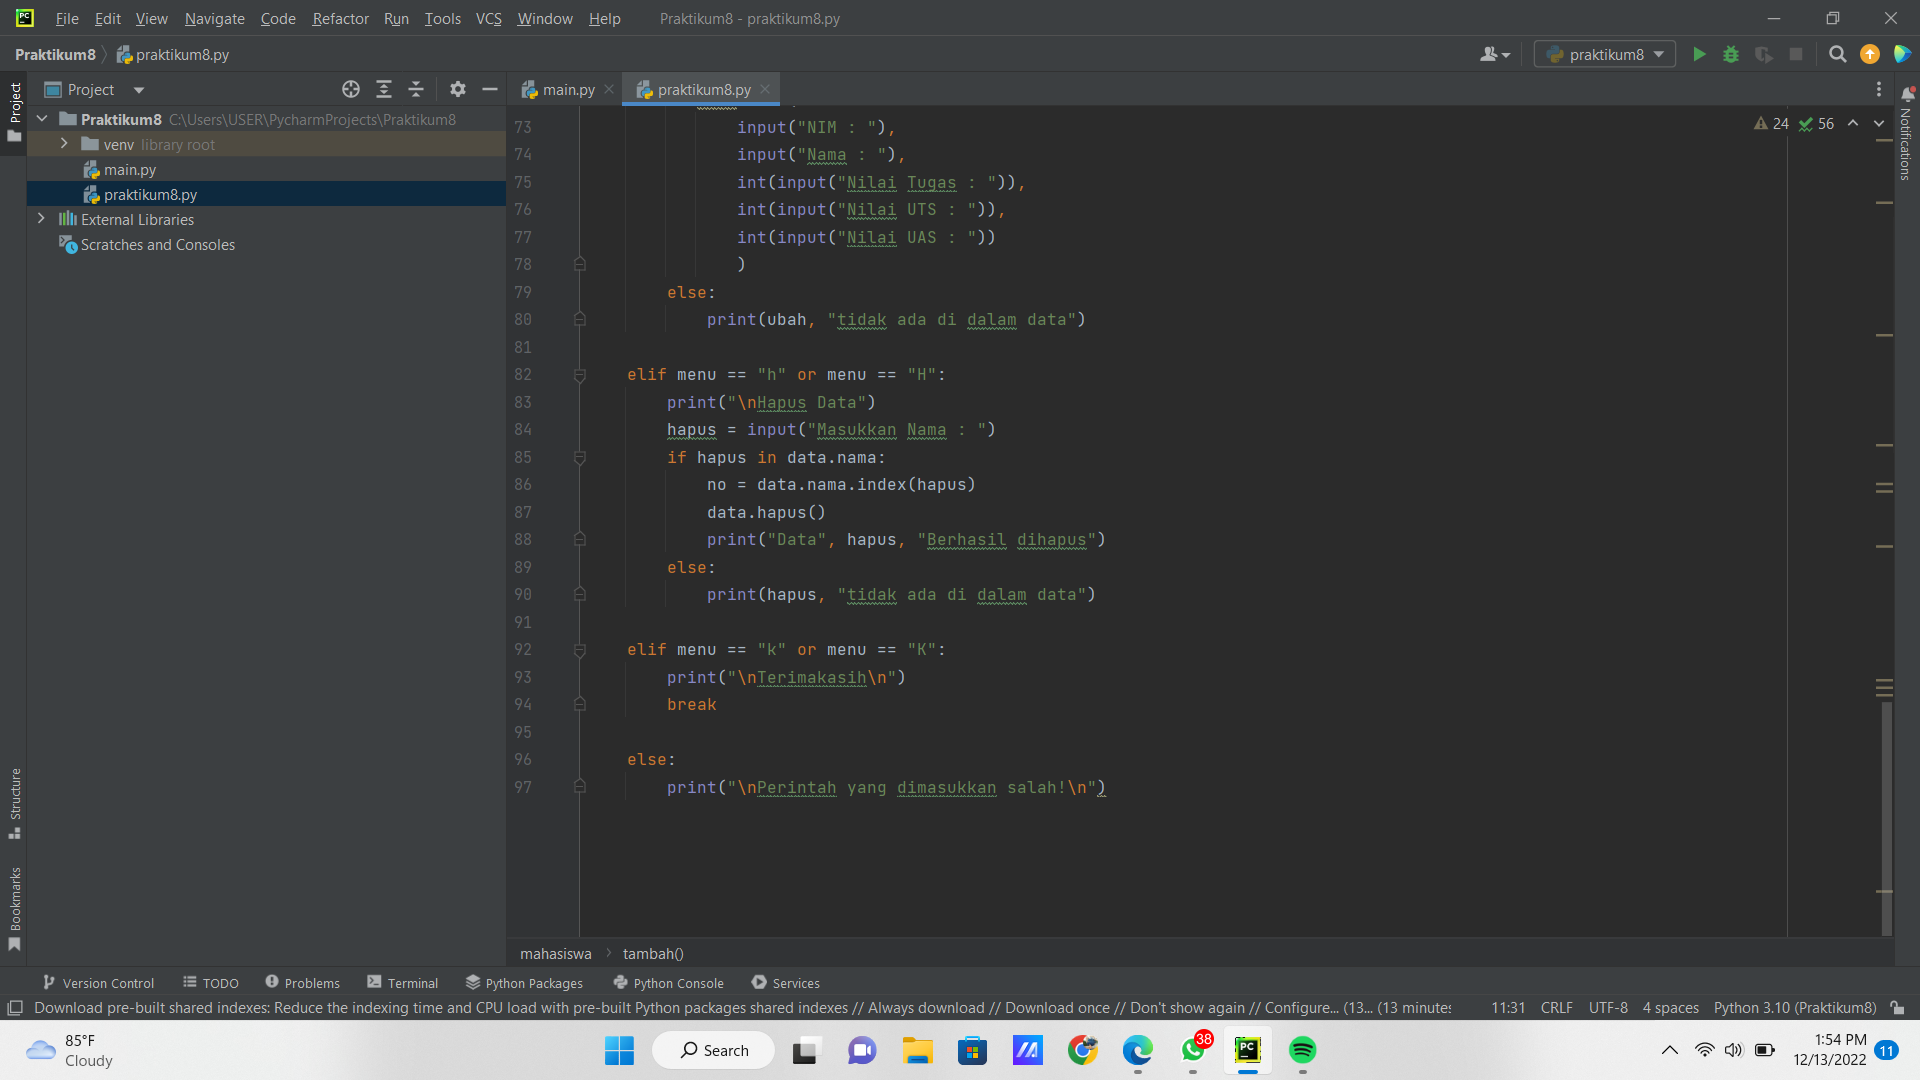 File Edit View Navigate Code Refactor Run Tools VCS Window Help Praktikum8 - praktikum8.py
Praktikum8 praktikum8.py praktikum8
Project main.py praktikum8.py
Project
Praktikum8 C:\Users\USER\PycharmProjects\Praktikum8
venv library root
main.py
praktikum8.py
External Libraries
Scratches and Consoles
24 56
Notifications
73 input("NIM : "),
74 input("Nama : "),
75 int(input("Nilai Tugas : ")),
76 int(input("Nilai UTS : ")),
77 int(input("Nilai UAS : "))
78 )
79 else:
80 print(ubah, "tidak ada di dalam data")
81
82 elif menu == "h" or menu == "H":
83 print("\nHapus Data")
84 hapus = input("Masukkan Nama : ")
85 if hapus in data.nama:
86 no = data.nama.index(hapus)
87 data.hapus()
88 print("Data", hapus, "Berhasil dihapus")
89 else:
90 print(hapus, "tidak ada di dalam data")
91
92 elif menu == "k" or menu == "K":
93 print("\nTerimakasih\n")
94 break
95
96 else:
97 print("\nPerintah yang dimasukkan salah!\n")
Structure
Bookmarks
mahasiswa tambah()
Version Control TODO Problems Terminal Python Packages Python Console Services
Download pre-built shared indexes: Reduce the indexing time and CPU load with pre-built Python packages shared indexes // Always download // Download once // Don't show again // Configure... (13... (13 minutes 11:31 CRLF UTF-8 4 spaces Python 3.10 (Praktikum8)
85°F
Cloudy
Search
38
PC
1:54 PM
12/13/2022
11